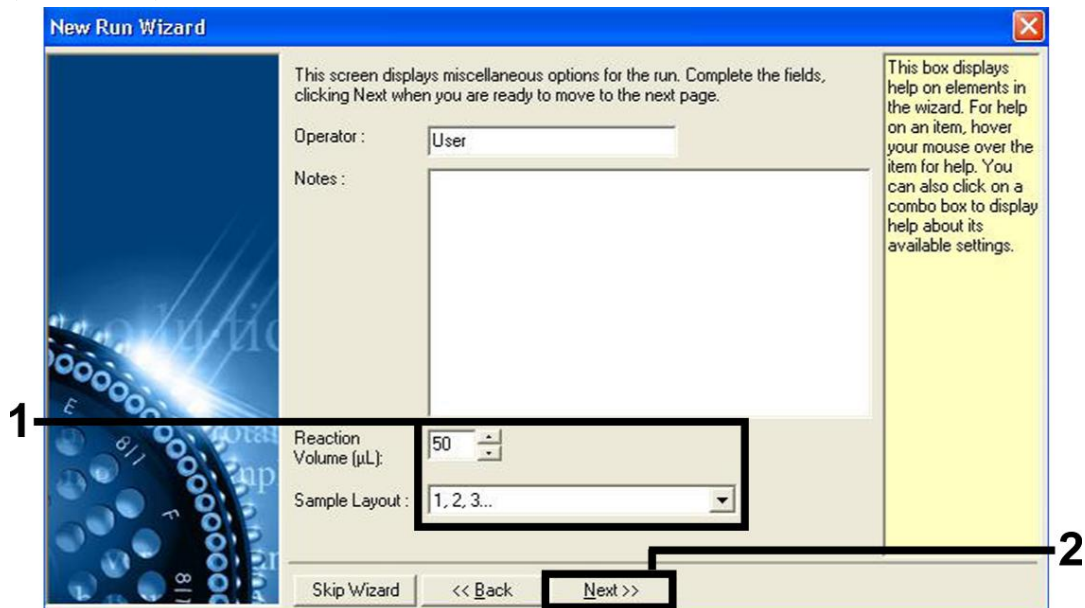 New Run Wizard
This screen displays miscellaneous options for the run. Complete the fields,
clicking Next when you are ready to move to the next page.
Operator :
User
Notes :
Reaction
Volume (µL):
50
Sample Layout :
1, 2, 3...
Skip Wizard
<< Back
Next >>
This box displays
help on elements in
the wizard. For help
on an item, hover
your mouse over the
item for help. You
can also click on a
combo box to display
help about its
available settings.
1
2
E
8|1
F
8|1